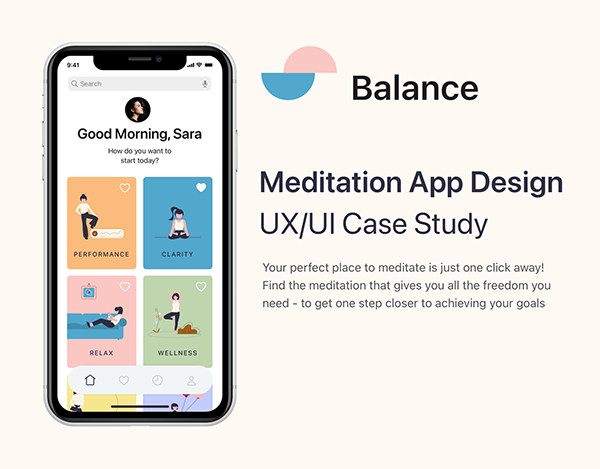 9:41
Search
Good Morning, Sara
How do you want to
start today?
PERFORMANCE
CLARITY
RELAX
WELLNESS
Balance
Meditation App Design
UX/UI Case Study
Your perfect place to meditate is just one click away!
Find the meditation that gives you all the freedom you
need - to get one step closer to achieving your goals